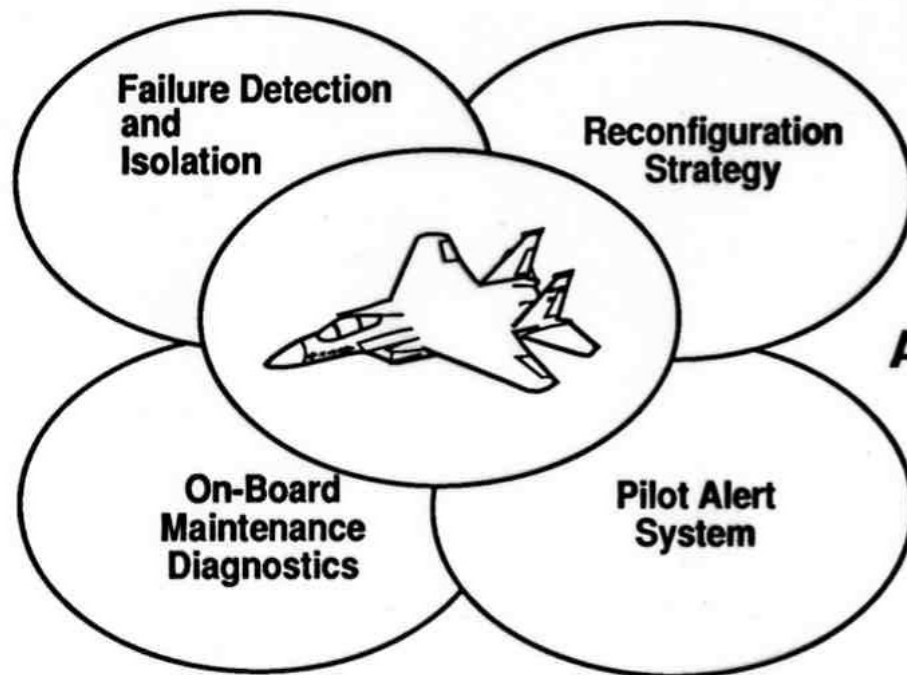 Failure Detection
and
Isolation
Reconfiguration
Strategy
On-Board
Maintenance
Diagnostics
Pilot Alert
System